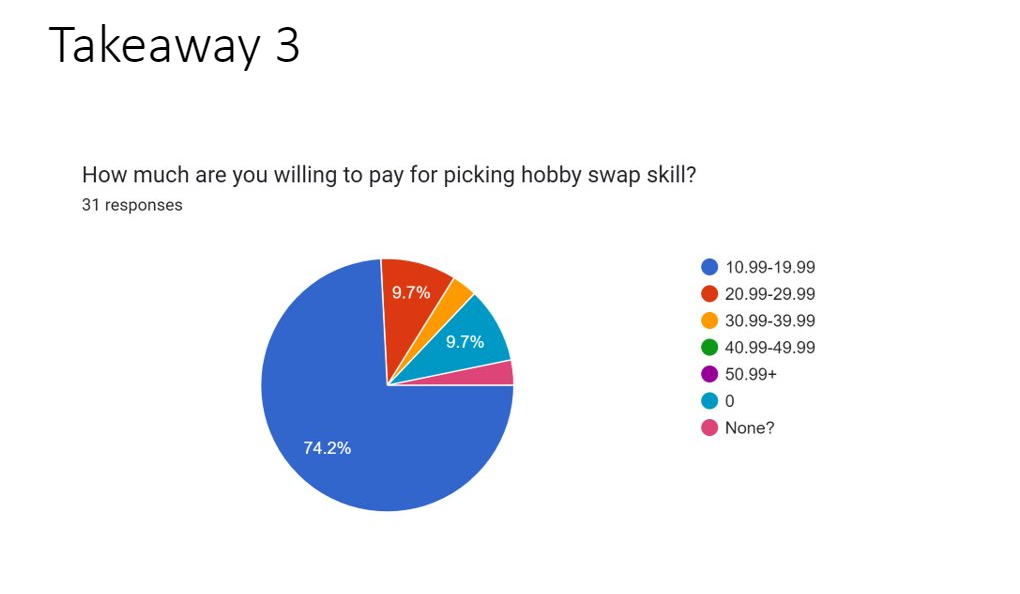 Takeaway 3
How much are you willing to pay for picking hobby swap skill?
31 responses
9.7%
9.7%
74.2%
10.99-19.99
20.99-29.99
30.99-39.99
40.99-49.99
50.99+
0
None?